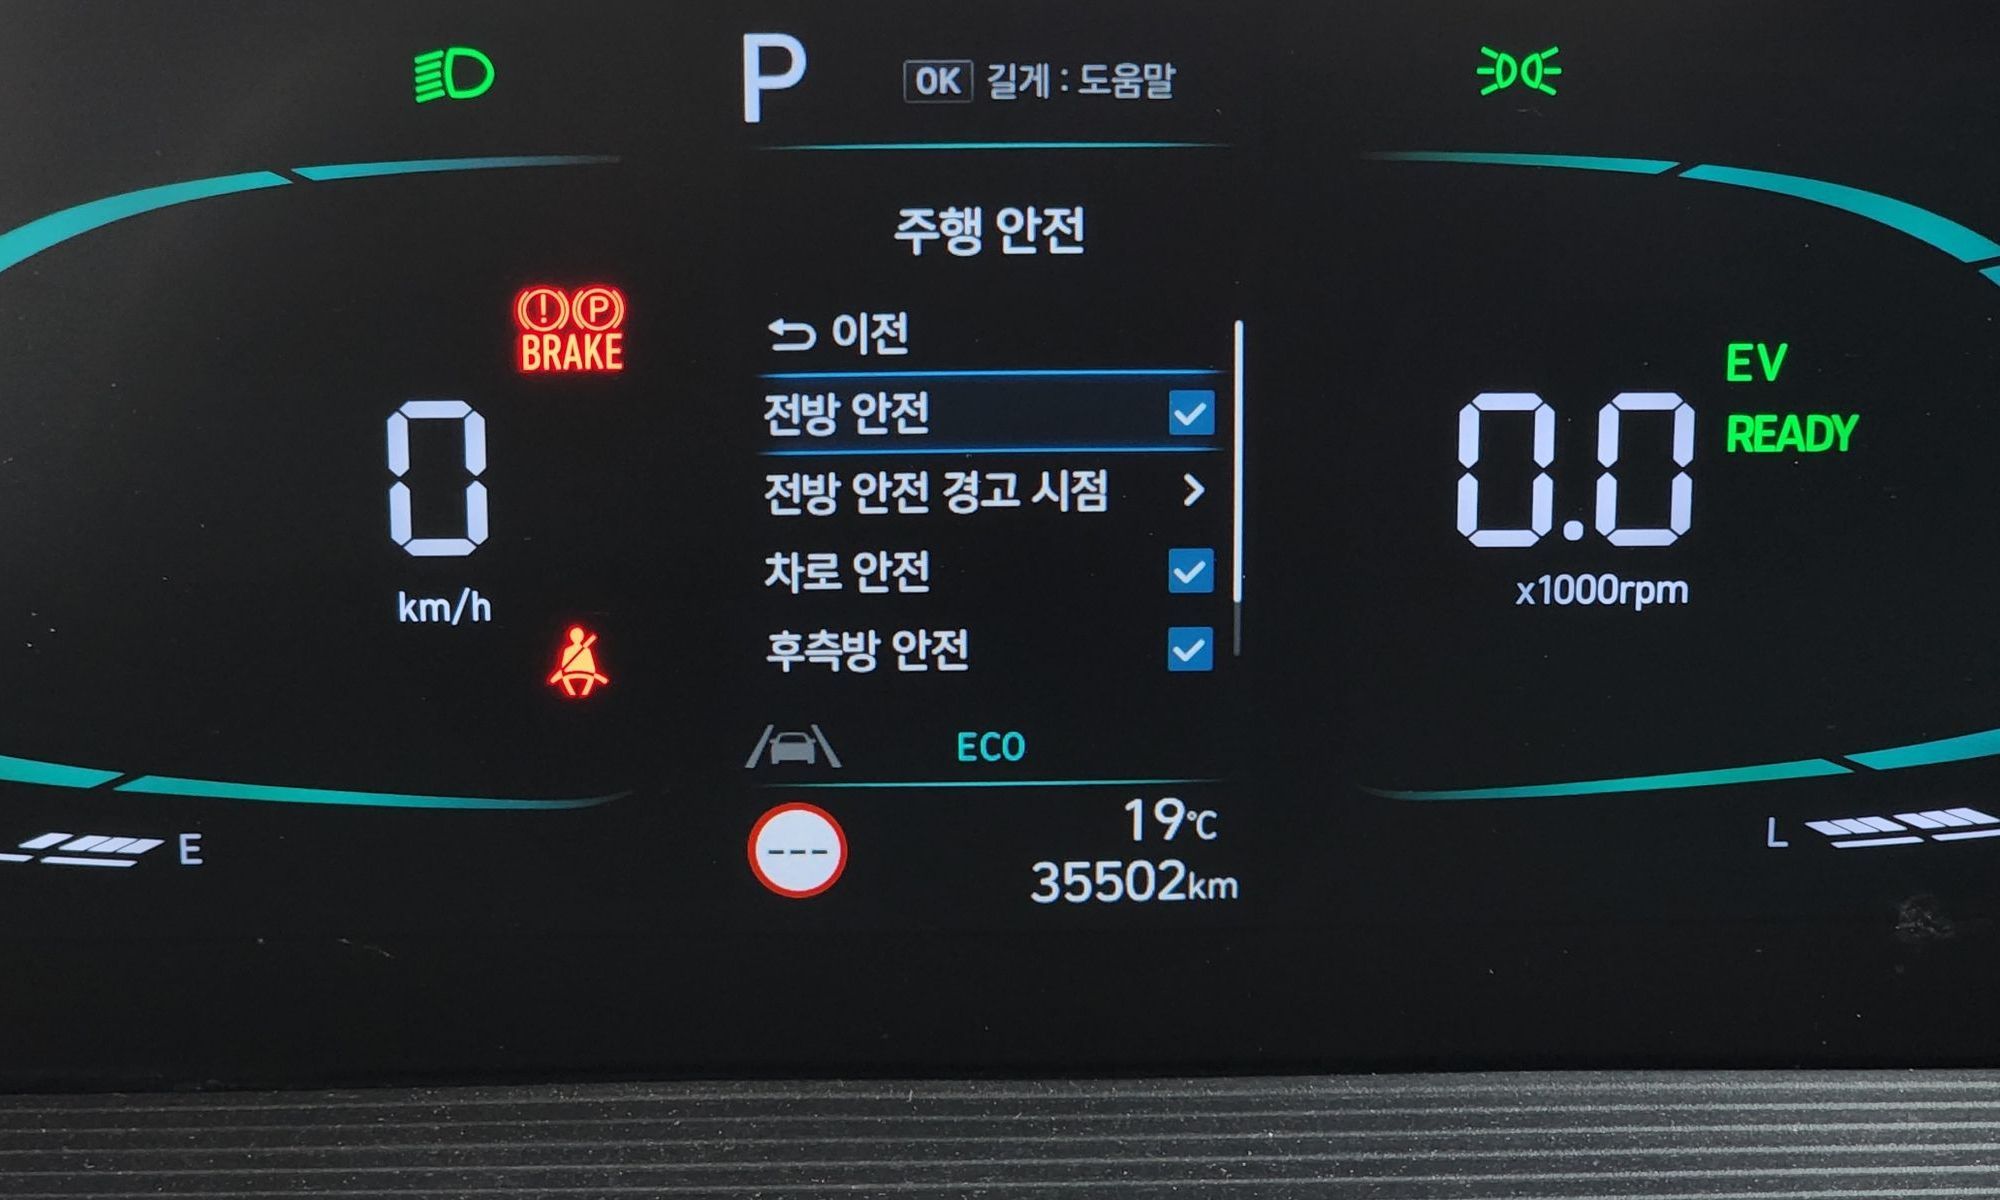 P
OK 길게 : 도움말
주행 안전
이전
전방 안전
전방 안전 경고 시점
차로 안전
후측방 안전
ECO
19℃
35502km
P
BRAKE
0
km/h
E
EV
READY
0.0
x1000rpm
L
---